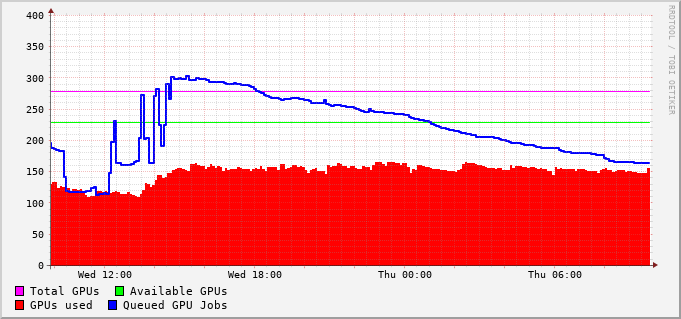 RRDTOOL / TOBI OETIKER
400
350
300
250
200
150
100
50
0
Wed 12:00 Wed 18:00 Thu 00:00 Thu 06:00
Total GPUs Available GPUs
GPUs used Queued GPU Jobs